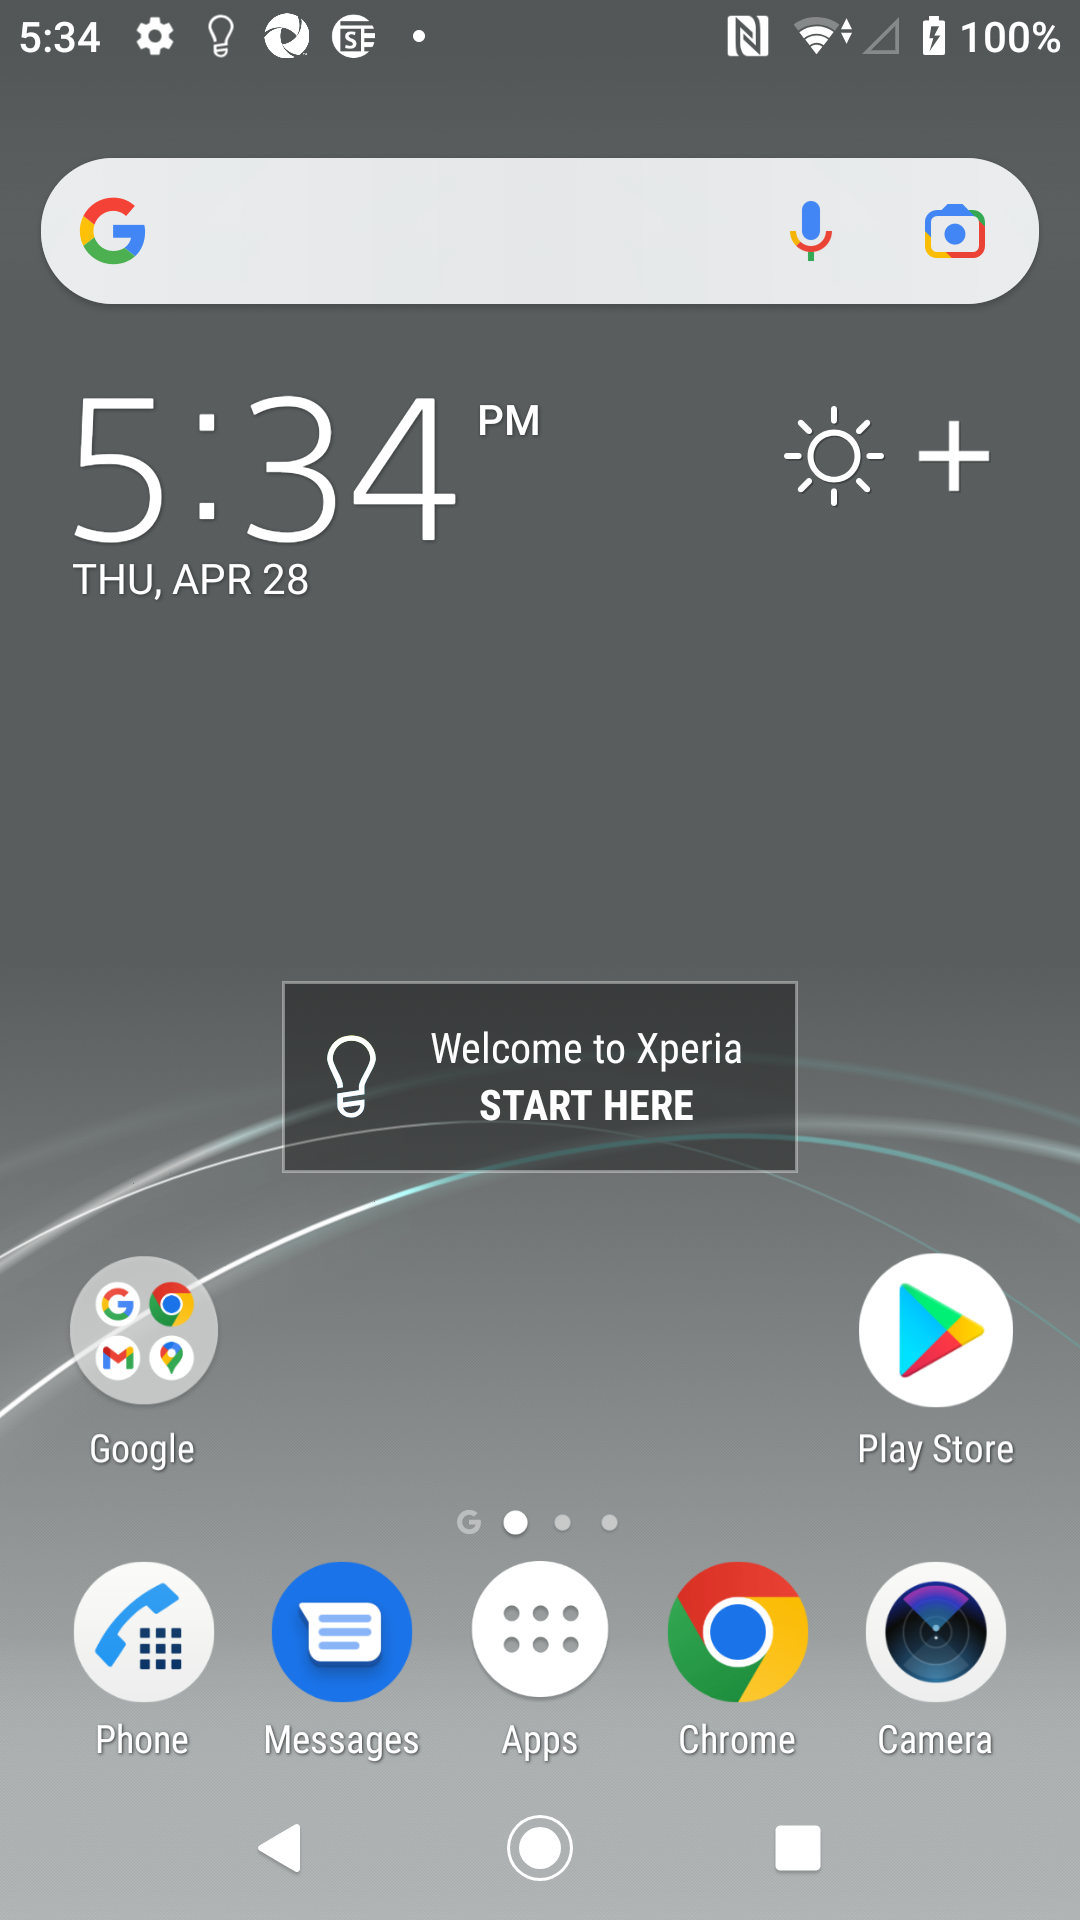 5:34
100%
5:34 PM
THU, APR 28
Welcome to Xperia
START HERE
Google
Play Store
Phone
Messages
Apps
Chrome
Camera